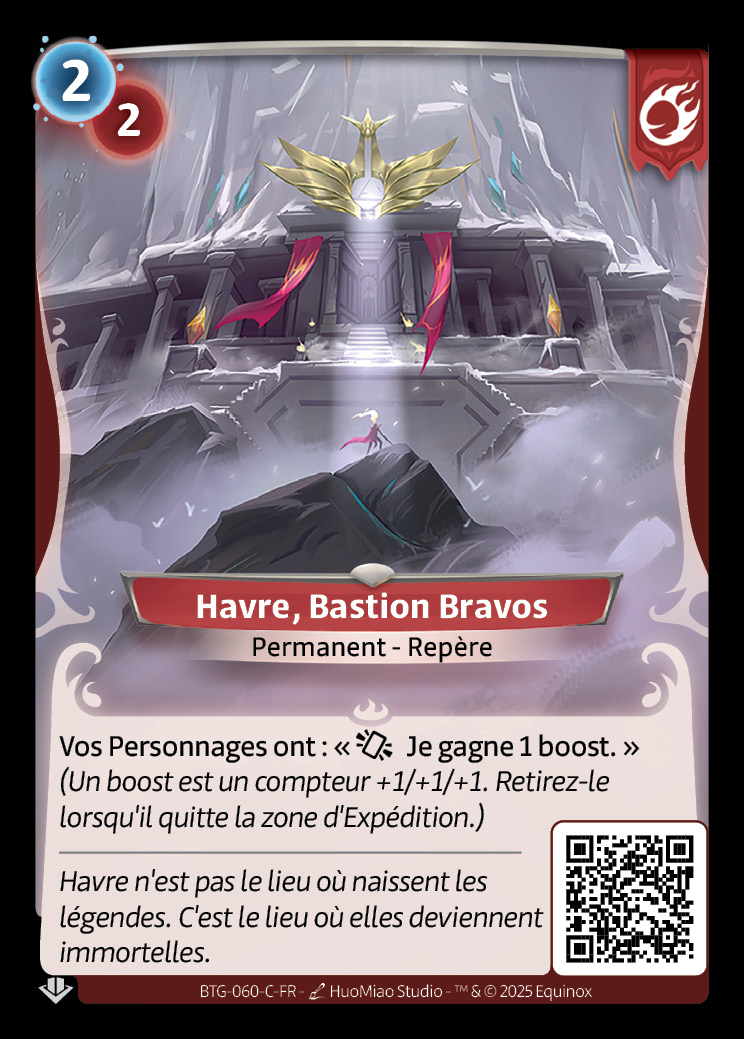 2
2
Havre, Bastion Bravos
Permanent - Repère
Vos Personnages ont : « Je gagne 1 boost. »
(Un boost est un compteur +1/+1/+1. Retirez-le
lorsqu'il quitte la zone d'Expédition.)
Havre n'est pas le lieu où naissent les
légendes. C'est le lieu où elles deviennent
immortelles.
BTG-060-C-FR - HuoMiao Studio - ™ & © 2025 Equinox